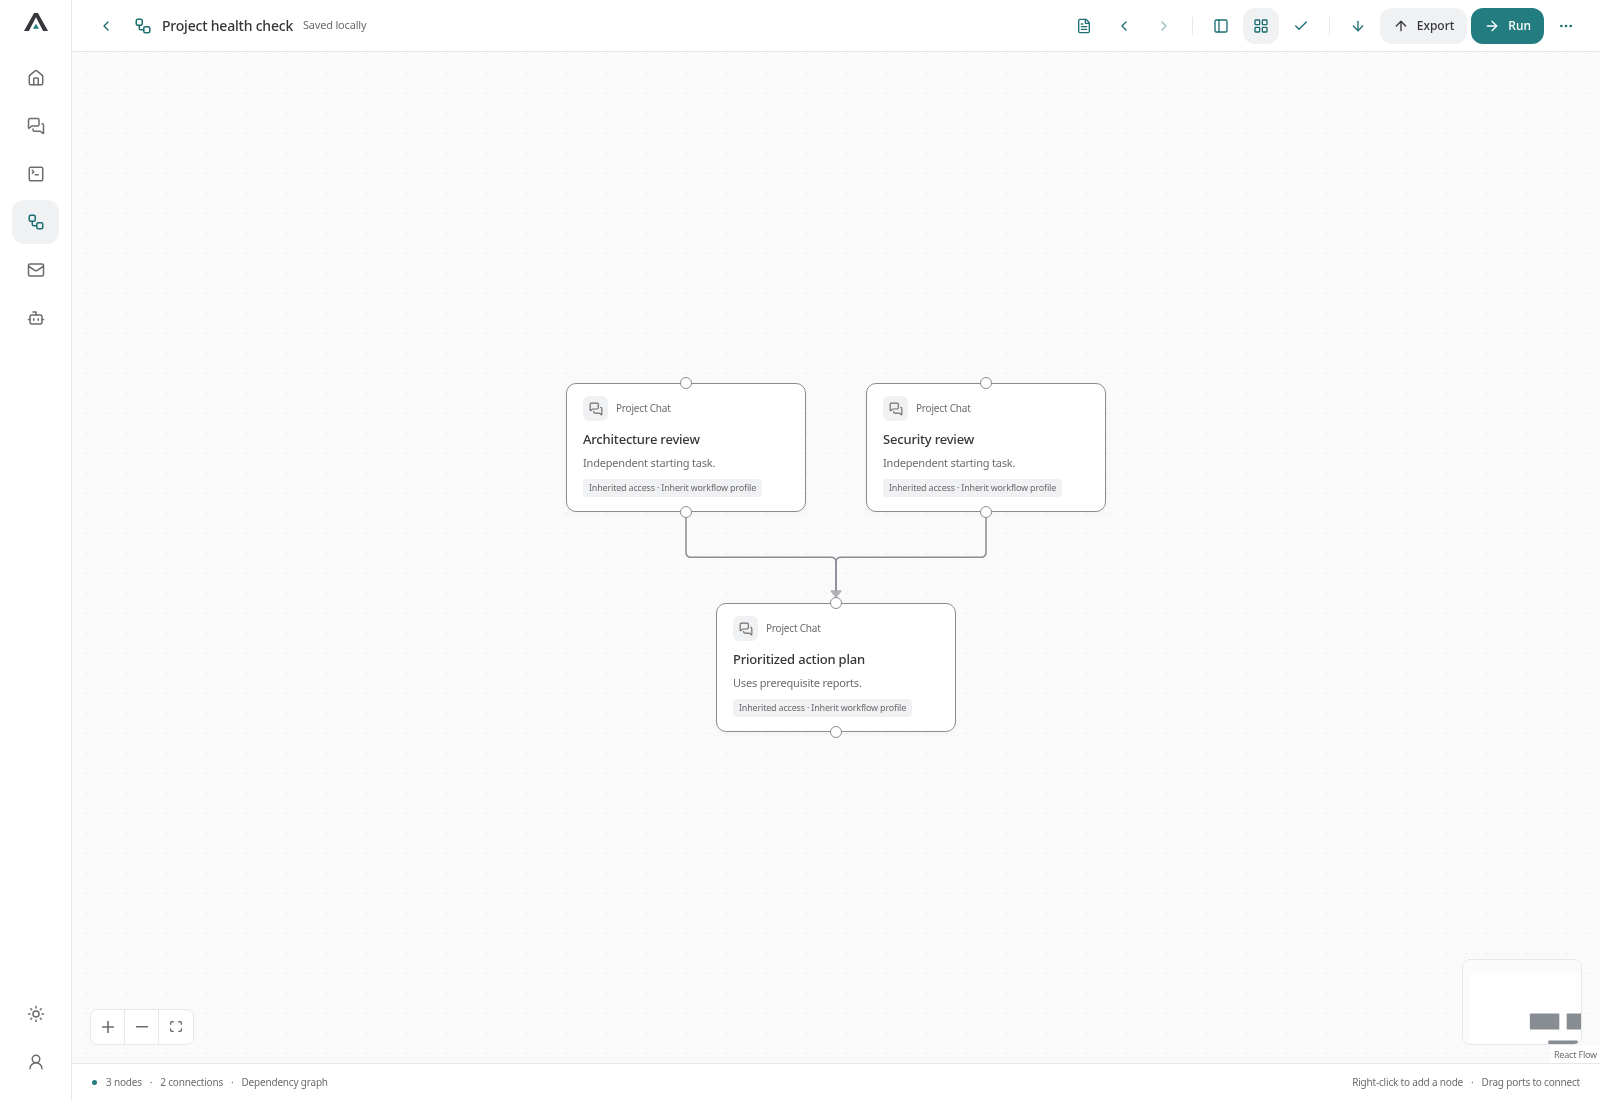 Project health check
Saved locally
Export
Run
Project Chat
Architecture review
Independent starting task.
Inherited access · Inherit workflow profile
Project Chat
Security review
Independent starting task.
Inherited access · Inherit workflow profile
Project Chat
Prioritized action plan
Uses prerequisite reports.
Inherited access · Inherit workflow profile
React Flow
3 nodes · 2 connections · Dependency graph
Right-click to add a node · Drag ports to connect